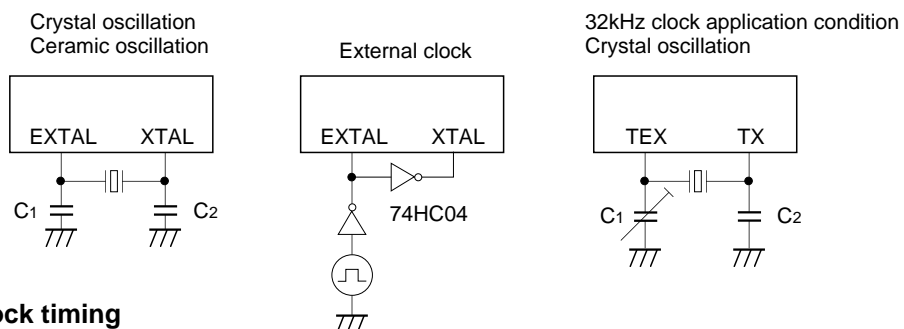 Crystal oscillation
Ceramic oscillation
EXTAL XTAL
C1
C2
External clock
EXTAL XTAL
74HC04
32kHz clock application condition
Crystal oscillation
TEX TX
C1
C2
timing